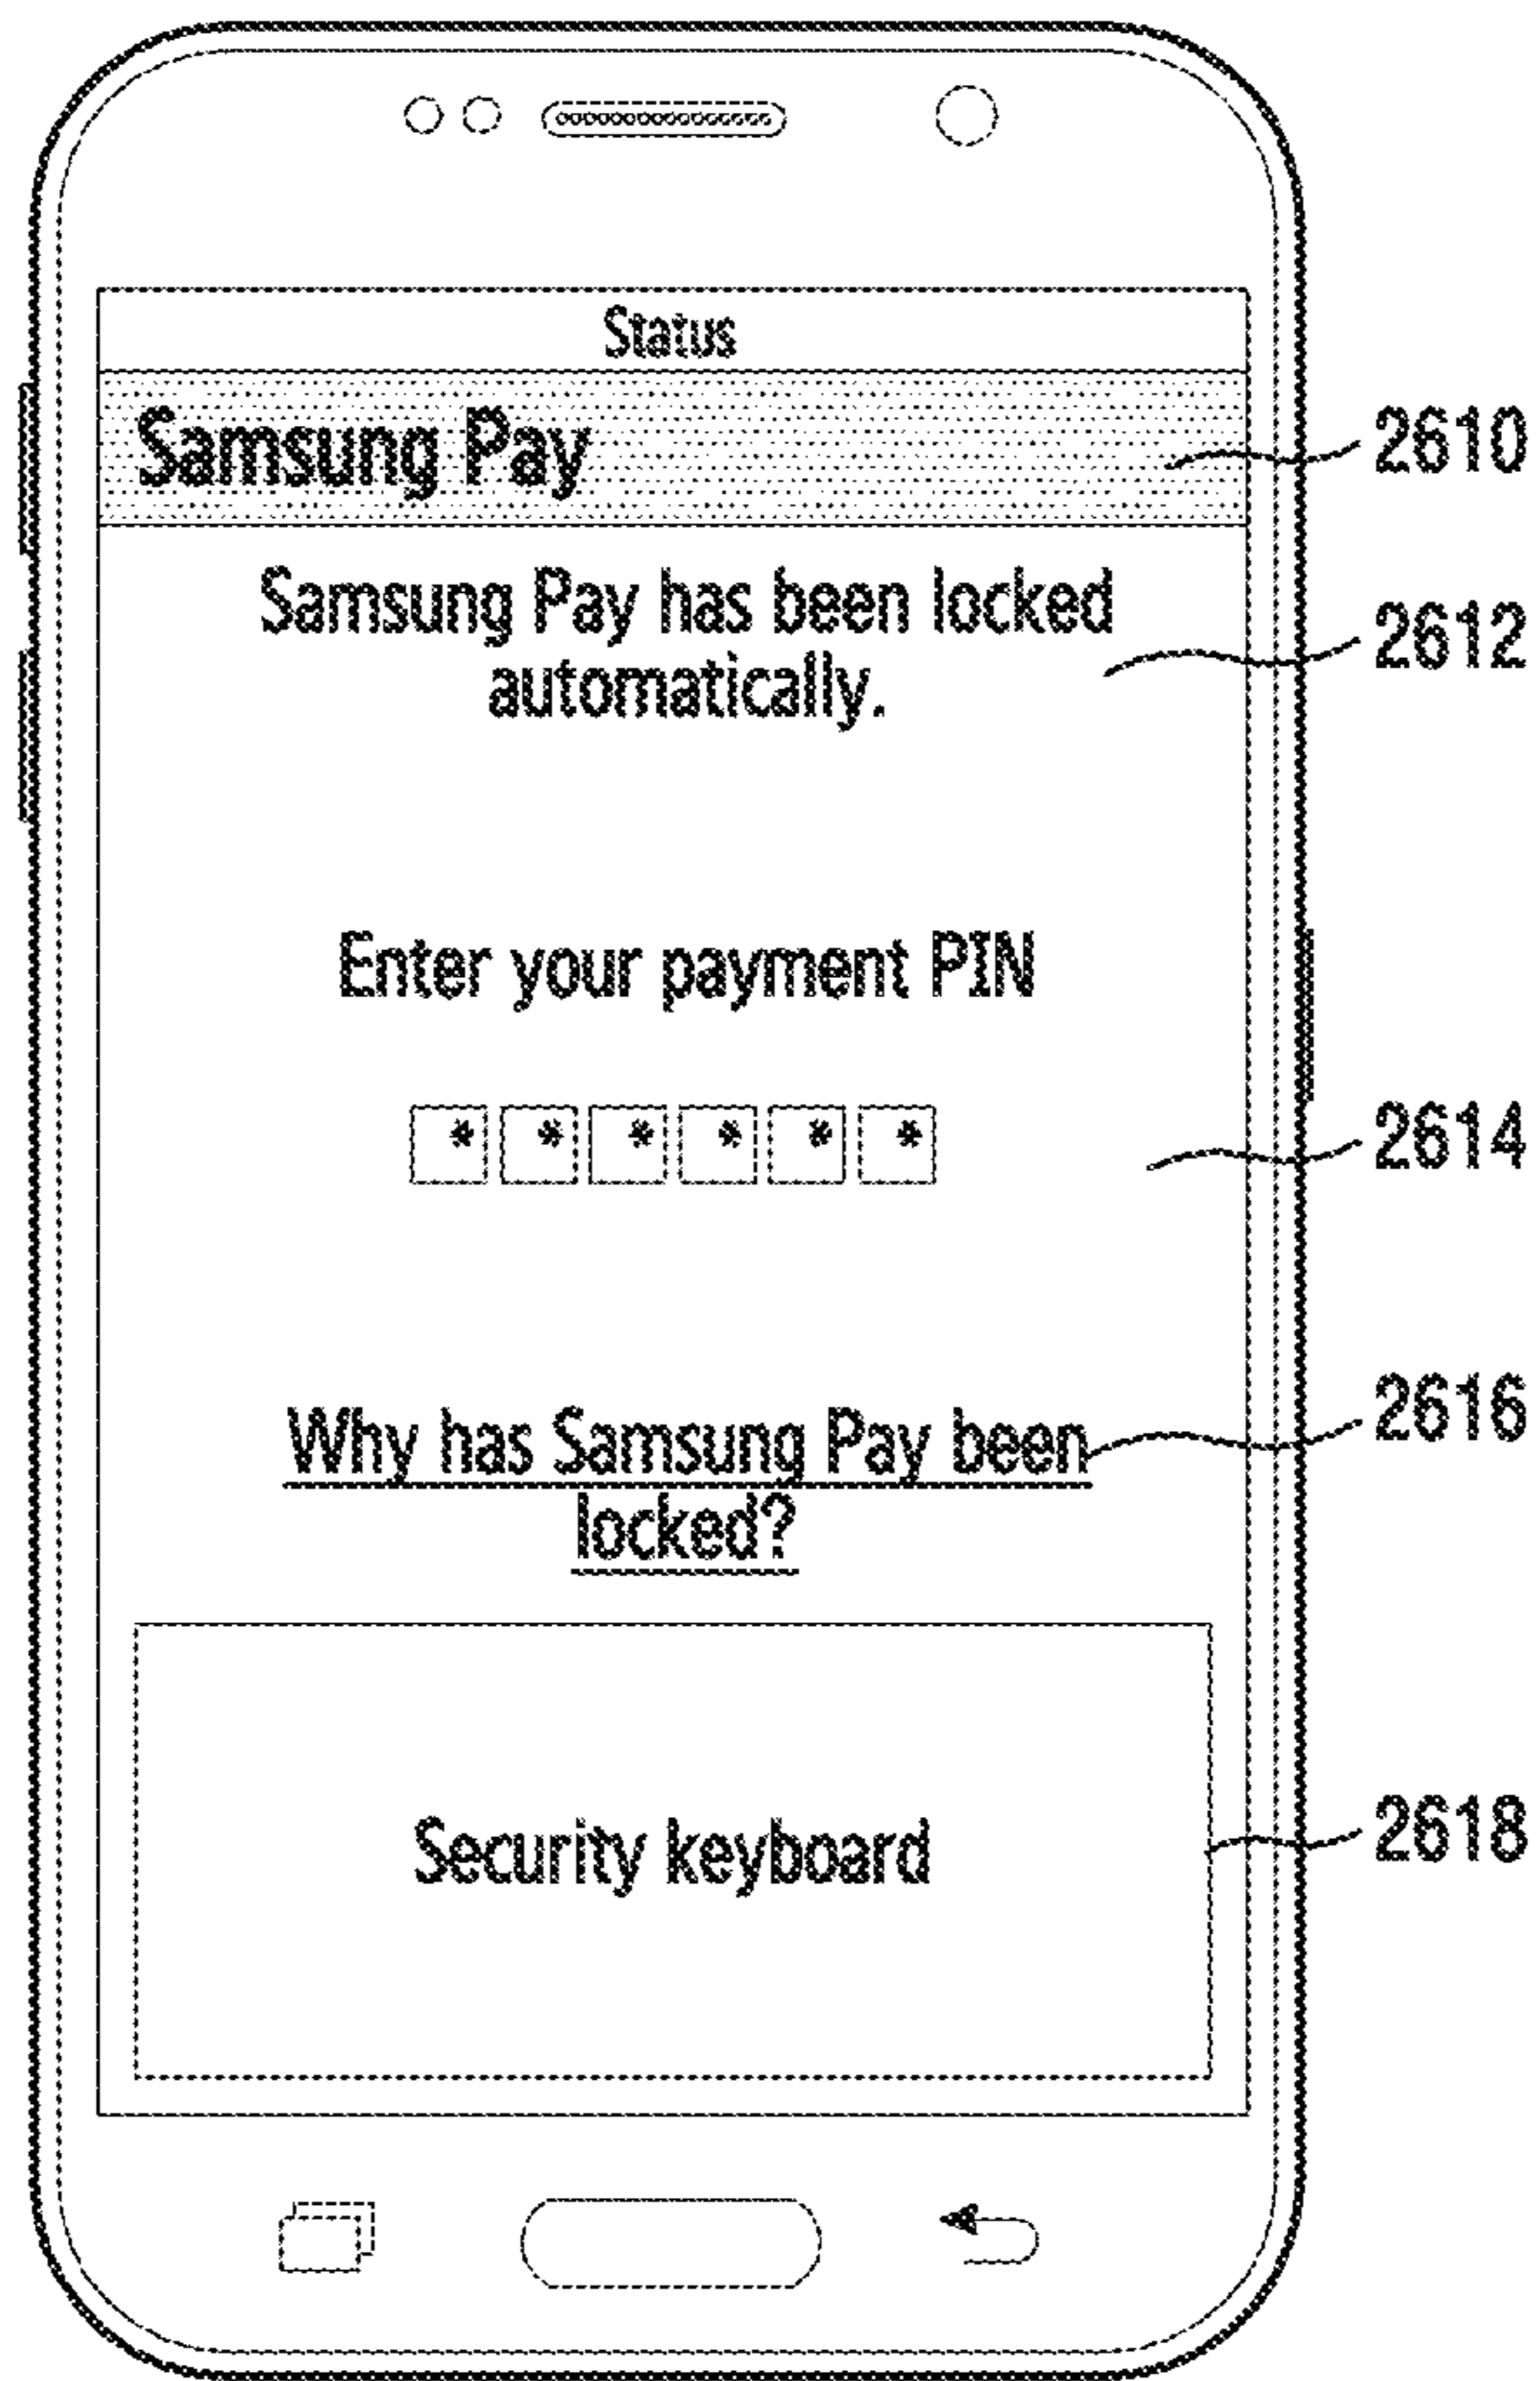 Status
Samsung Pay
2610
Samsung Pay has been locked
2612
automatically.
Enter your payment PIN
* * * * * *
2614
Why has Samsung Pay been
2616
locked?
Security keyboard
2618